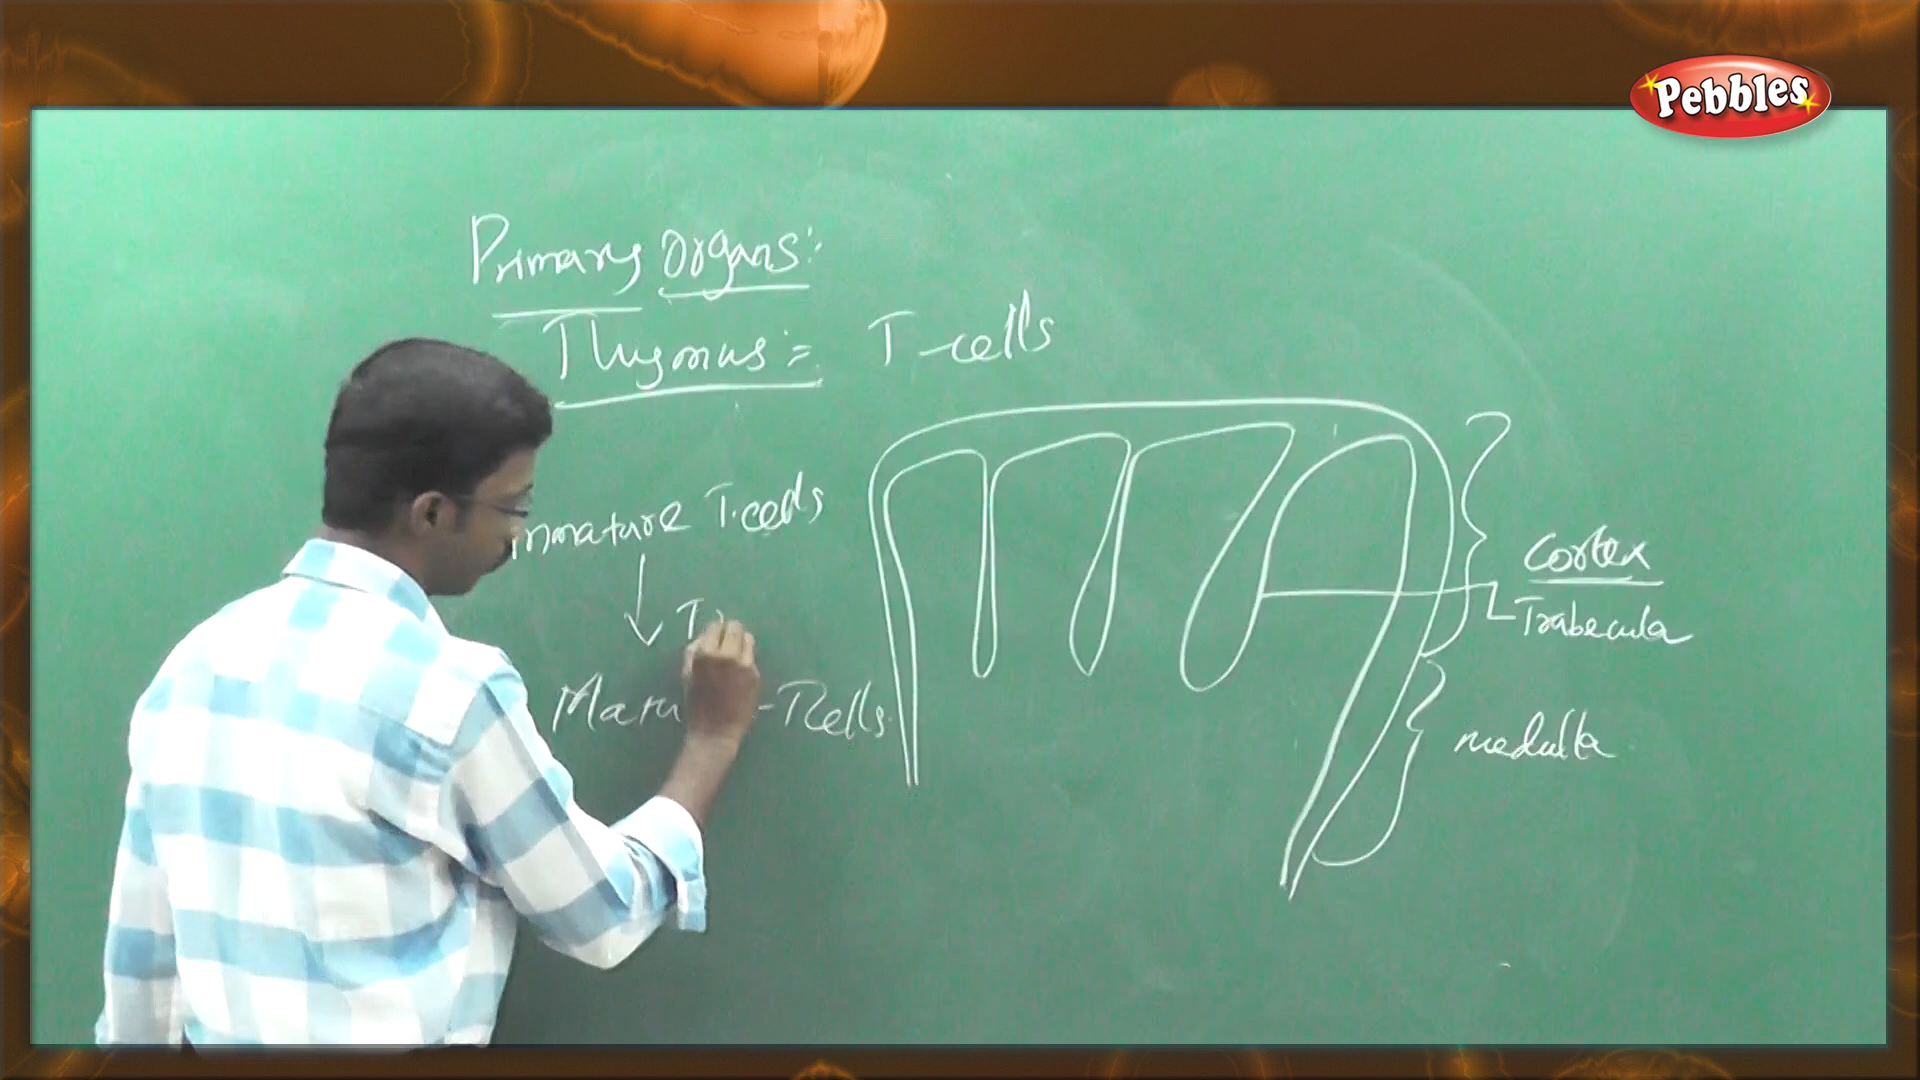 Pebbles
Primary Organs:-
Thymus:- T-cells
immature T.cells
Cortex
Trabecula
medulla